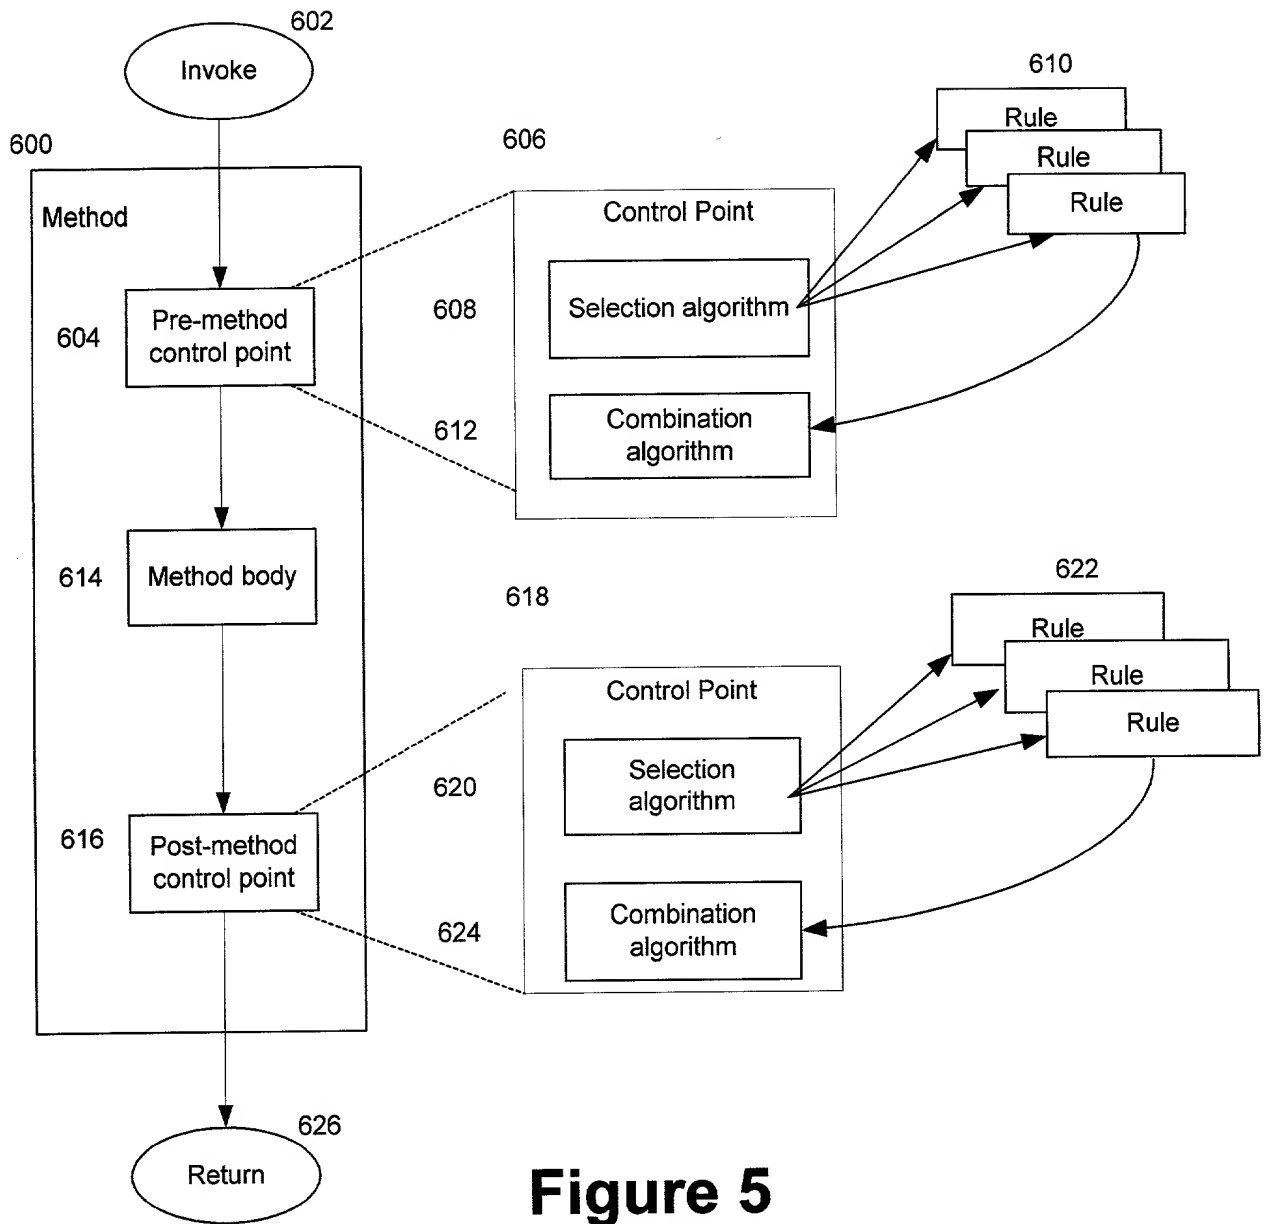 602
Invoke
600
Method
604
Pre-method
control point
606
Control Point
608
Selection algorithm
612
Combination
algorithm
610
Rule
Rule
Rule
614
Method body
616
Post-method
control point
618
Control Point
620
Selection
algorithm
624
Combination
algorithm
622
Rule
Rule
Rule
626
Return
Figure 5